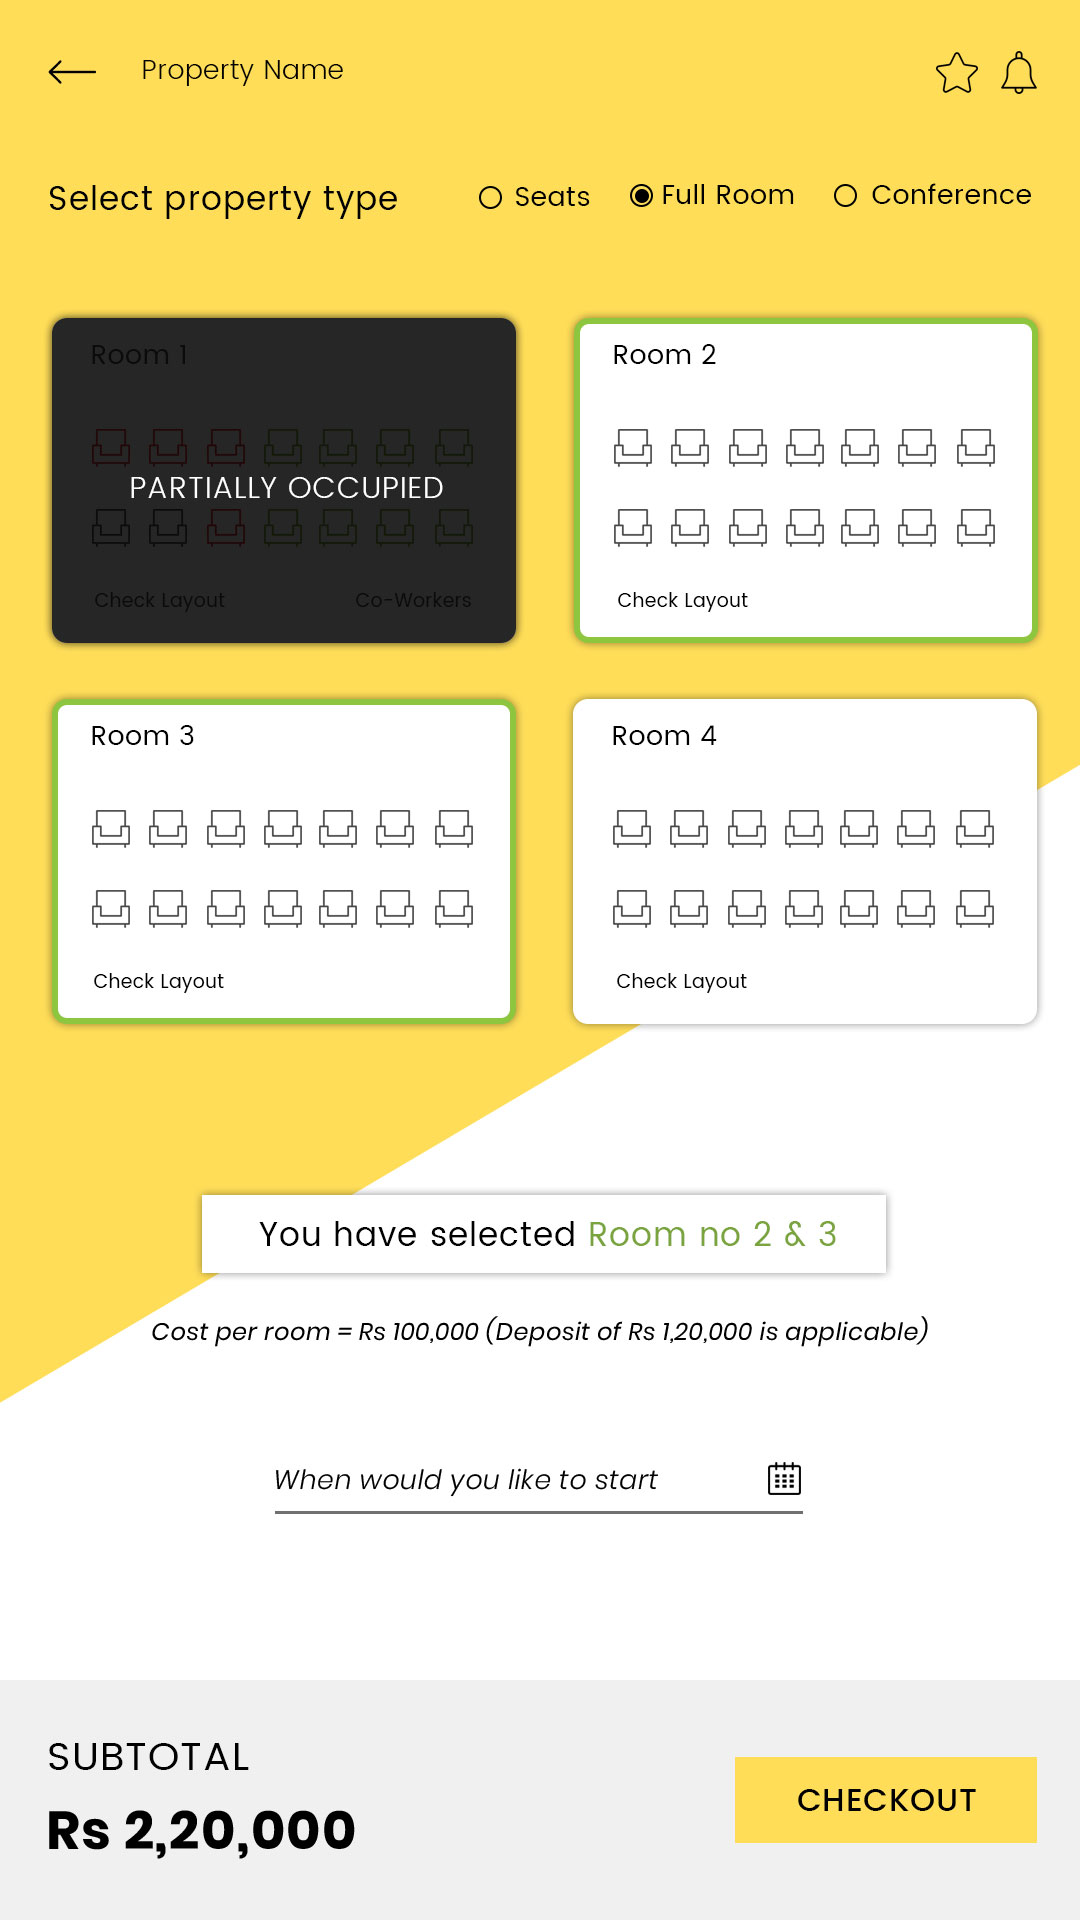 Property Name
Select property type
Seats
Full Room
Conference
Room 1
PARTIALLY OCCUPIED
Check Layout
Co-Workers
Room 2
Check Layout
Room 3
Check Layout
Room 4
Check Layout
You have selected Room no 2 & 3
Cost per room = Rs 100,000 (Deposit of Rs 1,20,000 is applicable)
When would you like to start
SUBTOTAL
Rs 2,20,000
CHECKOUT